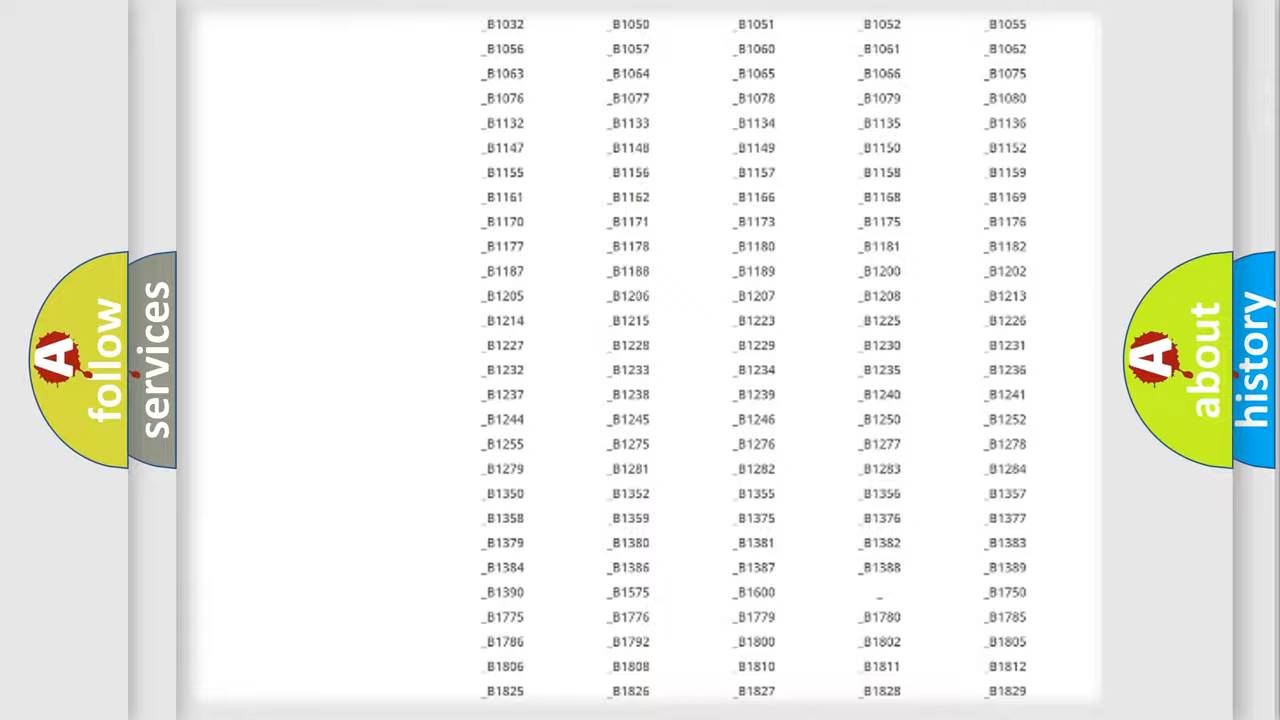 _B1032 _B1050 _B1051 _B1052 _B1055
_B1056 _B1057 _B1060 _B1061 _B1062
_B1063 _B1064 _B1065 _B1066 _B1075
_B1076 _B1077 _B1078 _B1079 _B1080
_B1132 _B1133 _B1134 _B1135 _B1136
_B1147 _B1148 _B1149 _B1150 _B1152
_B1155 _B1156 _B1157 _B1158 _B1159
_B1161 _B1162 _B1166 _B1168 _B1169
_B1170 _B1171 _B1173 _B1175 _B1176
_B1177 _B1178 _B1180 _B1181 _B1182
_B1187 _B1188 _B1189 _B1200 _B1202
_B1205 _B1206 _B1207 _B1208 _B1213
_B1214 _B1215 _B1223 _B1225 _B1226
_B1227 _B1228 _B1229 _B1230 _B1231
_B1232 _B1233 _B1234 _B1235 _B1236
_B1237 _B1238 _B1239 _B1240 _B1241
_B1244 _B1245 _B1246 _B1250 _B1252
_B1255 _B1275 _B1276 _B1277 _B1278
_B1279 _B1281 _B1282 _B1283 _B1284
_B1350 _B1352 _B1355 _B1356 _B1357
_B1358 _B1359 _B1375 _B1376 _B1377
_B1379 _B1380 _B1381 _B1382 _B1383
_B1384 _B1386 _B1387 _B1388 _B1389
_B1390 _B1575 _B1600 _ _B1750
_B1775 _B1776 _B1779 _B1780 _B1785
_B1786 _B1792 _B1800 _B1802 _B1805
_B1806 _B1808 _B1810 _B1811 _B1812
_B1825 _B1826 _B1827 _B1828 _B1829
A
follow
services
A
about
history